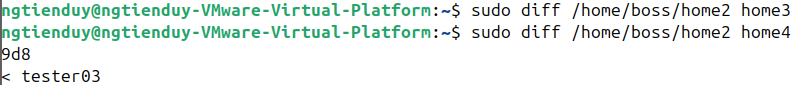 ngtienduy@ngtienduy-VMware-Virtual-Platform:~$ sudo diff /home/boss/home2 home3
ngtienduy@ngtienduy-VMware-Virtual-Platform:~$ sudo diff /home/boss/home2 home4
9d8
< tester03